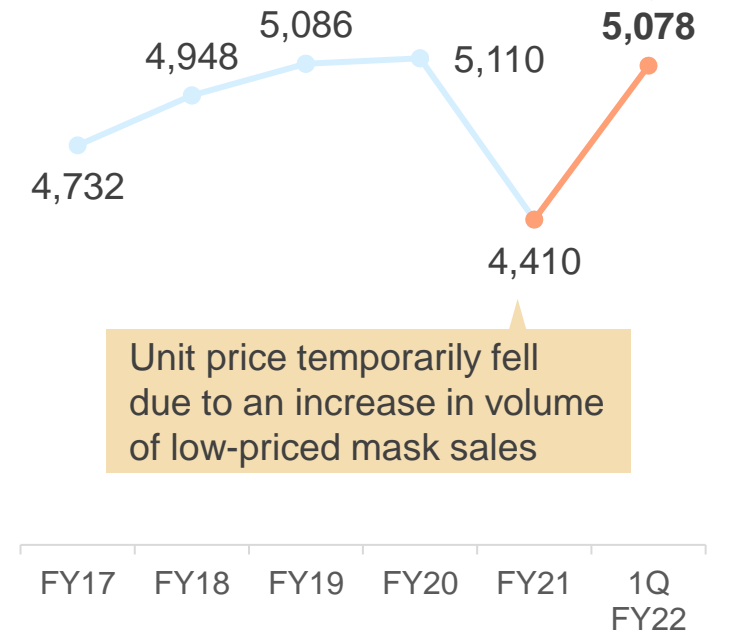 5,086
5,078
4,948
5,110
4,732
4,410
Unit price temporarily fell
due to an increase in volume
of low-priced mask sales
FY17 FY18 FY19 FY20 FY21 1Q
FY22